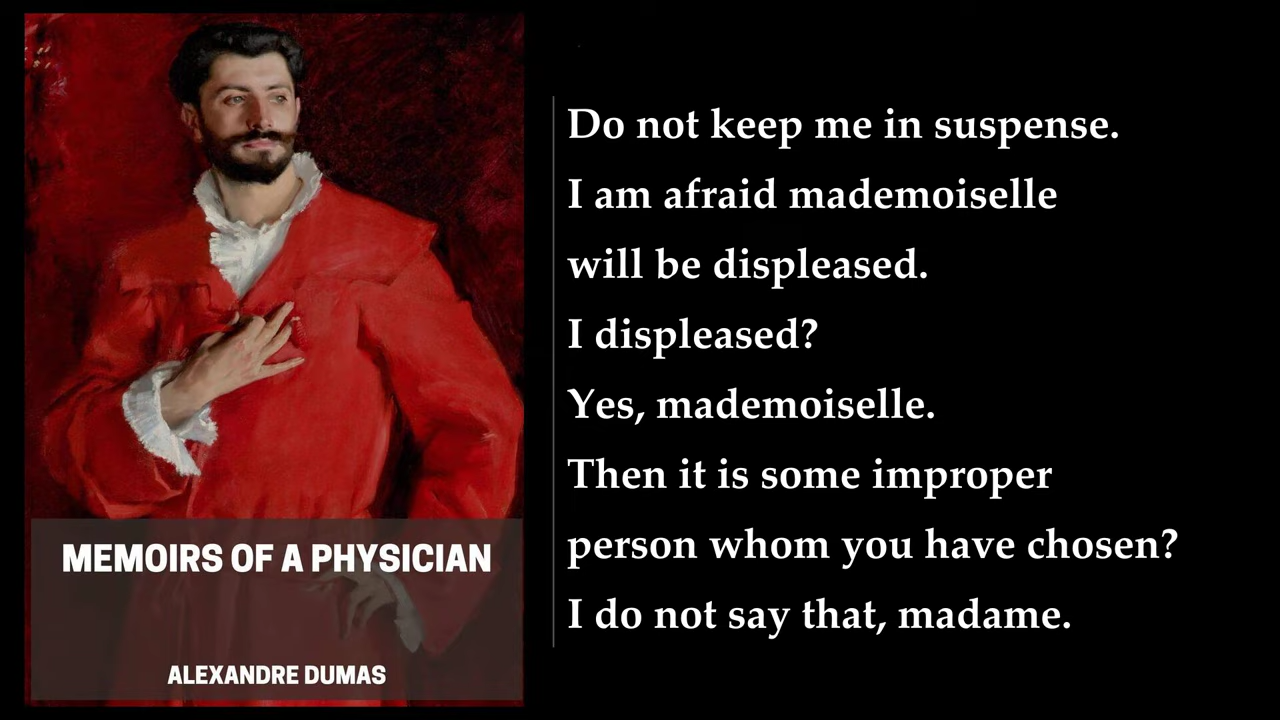 MEMOIRS OF A PHYSICIAN
ALEXANDRE DUMAS
Do not keep me in suspense.
I am afraid mademoiselle
will be displeased.
I displeased?
Yes, mademoiselle.
Then it is some improper
person whom you have chosen?
I do not say that, madame.